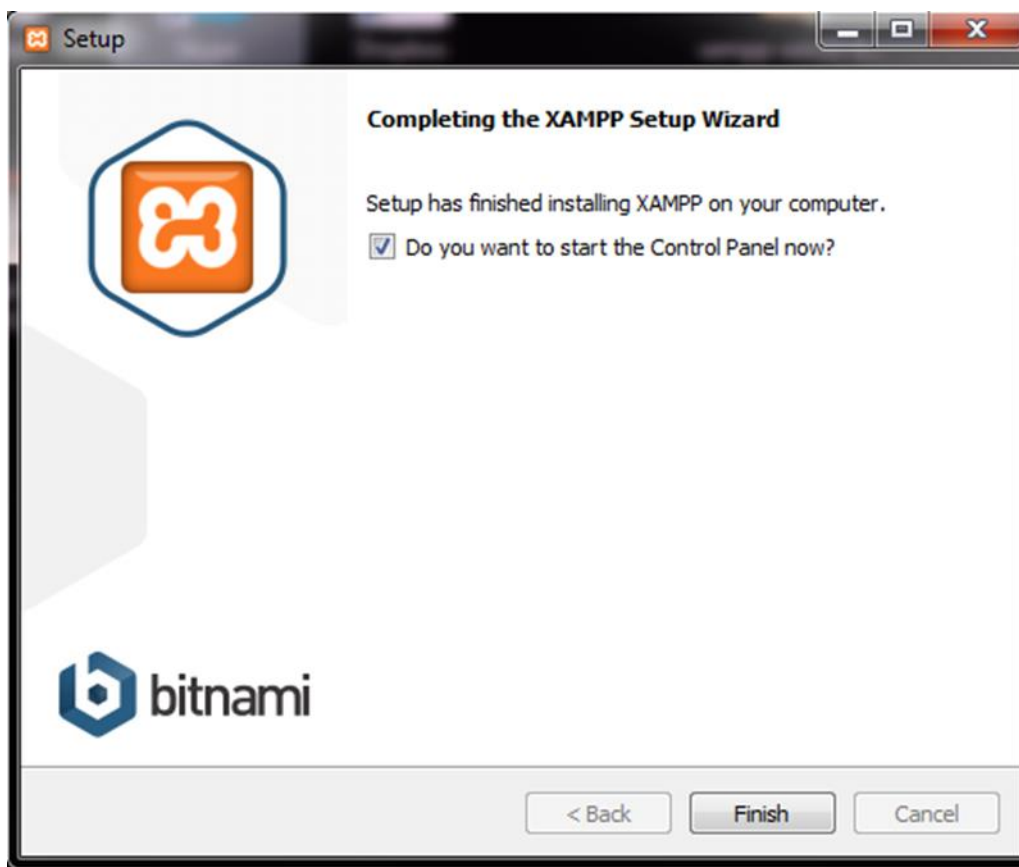 Setup
Completing the XAMPP Setup Wizard
Setup has finished installing XAMPP on your computer.
Do you want to start the Control Panel now?
bitnami
< Back
Finish
Cancel